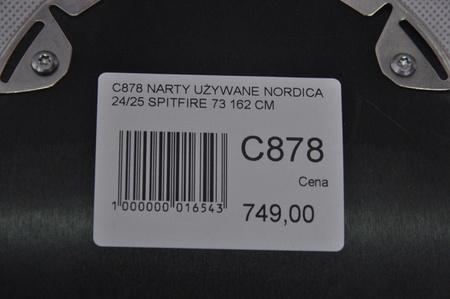 C878 NARTY UŻYWANE NORDICA
24/25 SPITFIRE 73 162 CM
C878
Cena
749,00
1 000000 016543